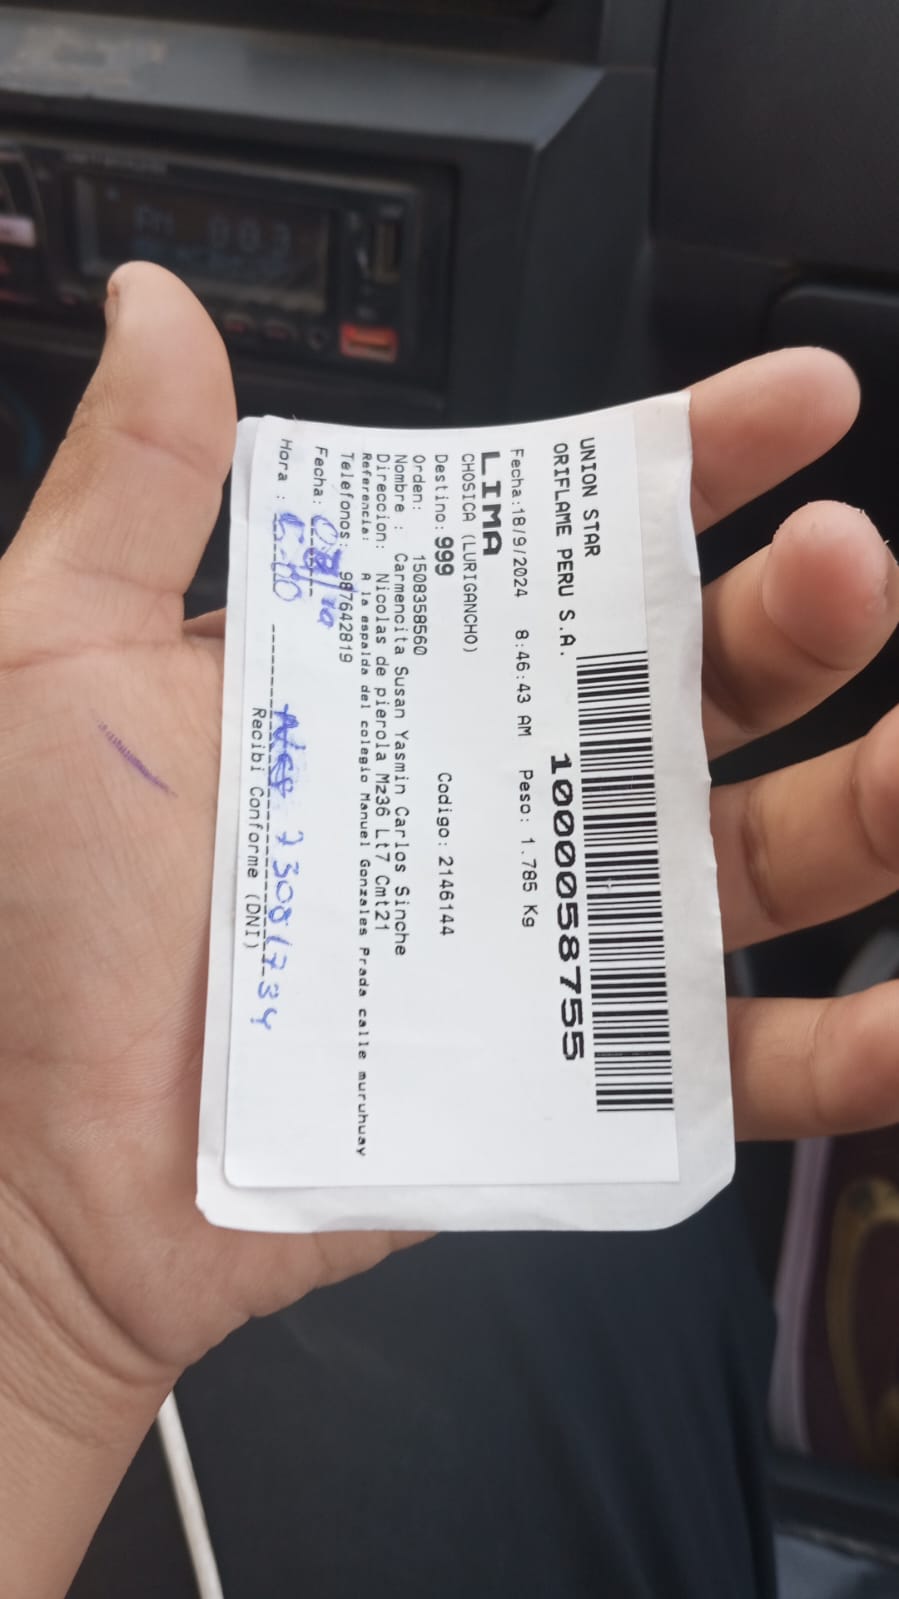 UNION STAR
ORIFLAME PERU S.A.
1000058755
Fecha:18/9/2024 8:46:43 AM Peso: 1.785 Kg
LIMA
CHOSICA (LURIGANCHO)
Destino: 999 Codigo: 2146144
Orden: 1508358560
Nombre : Carmencita Susan Yasmin Carlos Sinche
Direccion: Nicolas de pierola Mz36 Lt7 Cmt21
Referencia: A la espalda del colegio Manuel Gonzales Prada calle muruhuay
Telefonos: 987642819
Fecha:
Hora :
Recibi Conforme (DNI)